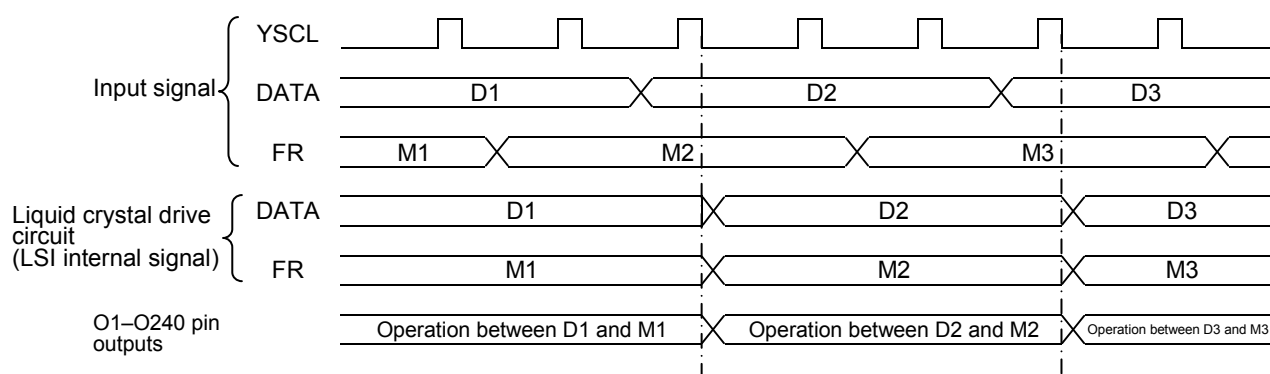 YSCL
Input signal
DATA D1 D2 D3
FR M1 M2 M3
Liquid crystal drive
circuit
(LSI internal signal)
DATA D1 D2 D3
FR M1 M2 M3
O1–O240 pin
outputs
Operation between D1 and M1 Operation between D2 and M2 Operation between D3 and M3